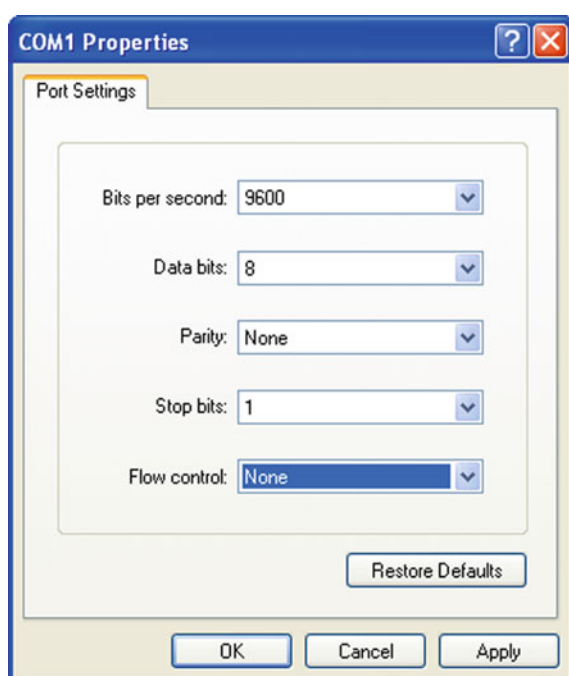 COM1 Properties
Port Settings
Bits per second: 9600
Data bits: 8
Parity: None
Stop bits: 1
Flow control: None
Restore Defaults
OK Cancel Apply